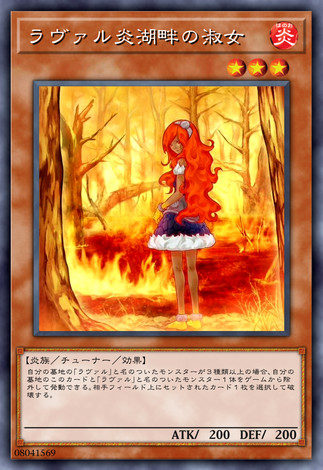 ラヴァル炎湖畔の淑女
ほのお
炎
【炎族／チューナー／効果】
自分の墓地の「ラヴァル」と名のついたモンスターが３種類以上の場合、自分の
墓地のこのカードと「ラヴァル」と名のついたモンスター１体をゲームから除
外して発動できる。相手フィールド上にセットされたカード１枚を選択して破
壊する。
ATK/ 200 DEF/ 200
08041569